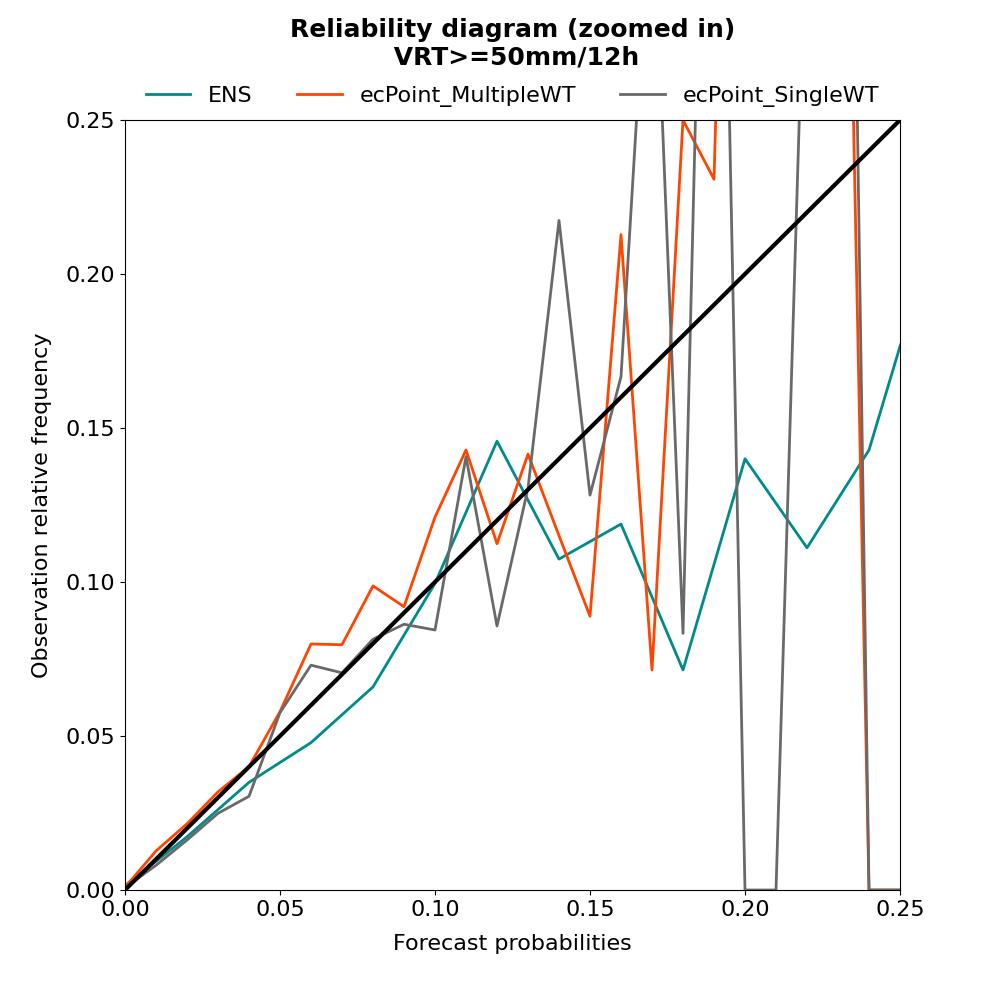 Reliability diagram (zoomed in)
VRT>=50mm/12h
ENS ecPoint_MultipleWT ecPoint_SingleWT
0.25
0.20
0.15
0.10
0.05
0.00
Observation relative frequency
0.00 0.05 0.10 0.15 0.20 0.25
Forecast probabilities